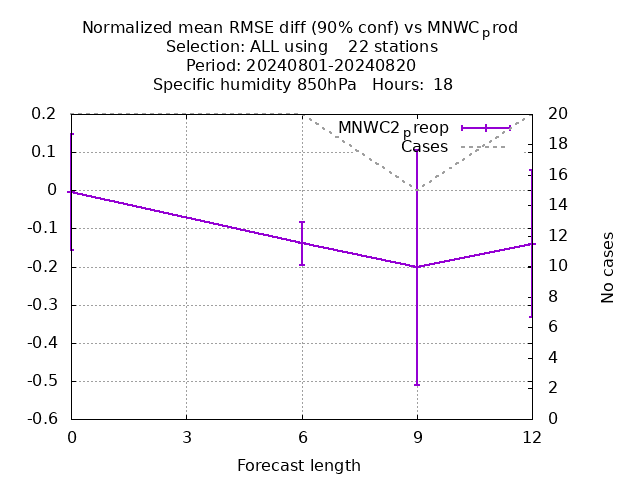 Normalized mean RMSE diff (90% conf) vs MNWCprod
Selection: ALL using    22 stations
Period: 20240801-20240820
Specific humidity 850hPa   Hours:  18
MNWC2preop
Cases
0.2
0.1
0
-0.1
-0.2
-0.3
-0.4
-0.5
-0.6
20
18
16
14
12
10
8
6
4
2
0
No cases
0 3 6 9 12
Forecast length